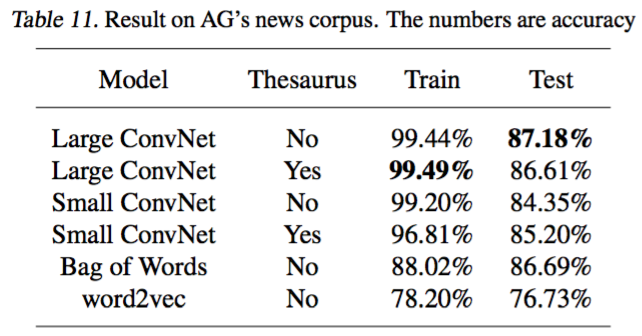 Table 11. Result on AG's news corpus. The numbers are accuracy
Model Thesaurus Train Test
Large ConvNet No 99.44% 87.18%
Large ConvNet Yes 99.49% 86.61%
Small ConvNet No 99.20% 84.35%
Small ConvNet Yes 96.81% 85.20%
Bag of Words No 88.02% 86.69%
word2vec No 78.20% 76.73%